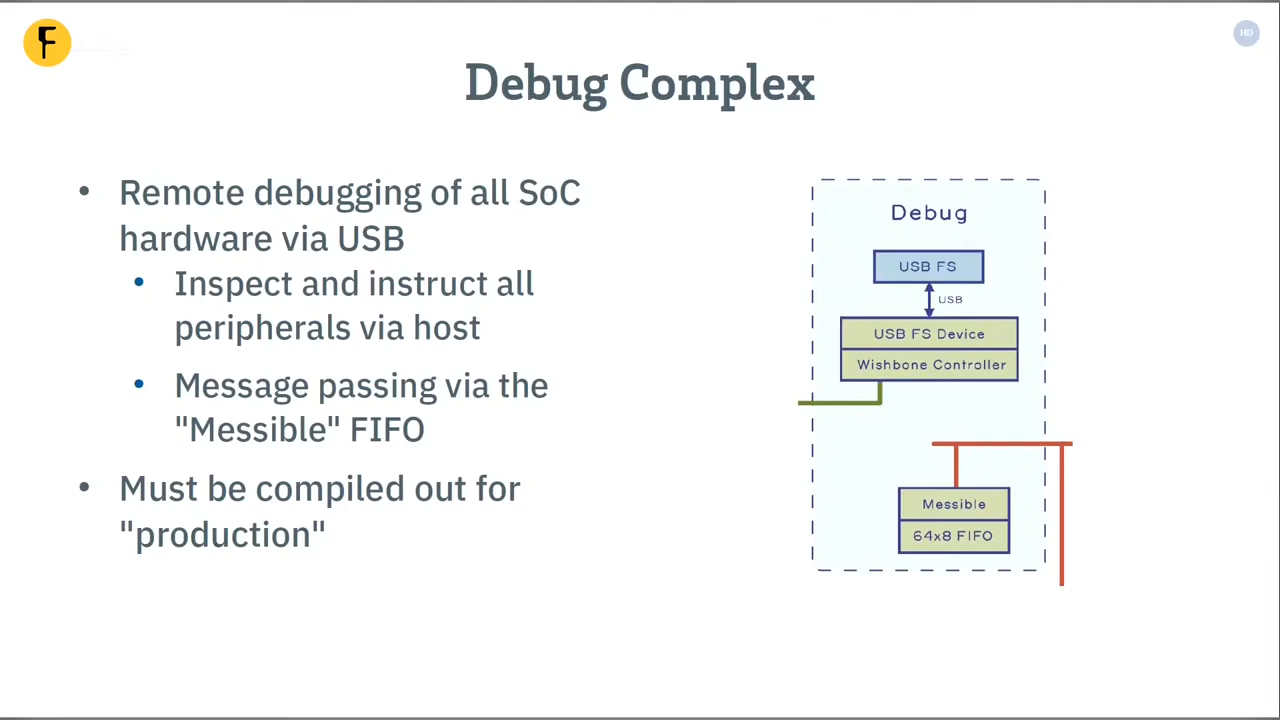 HD
Debug Complex
• Remote debugging of all SoC
hardware via USB
• Inspect and instruct all
peripherals via host
• Message passing via the
"Messible" FIFO
• Must be compiled out for
"production"
Debug
USB FS
USB
USB FS Device
Wishbone Controller
Messible
64x8 FIFO